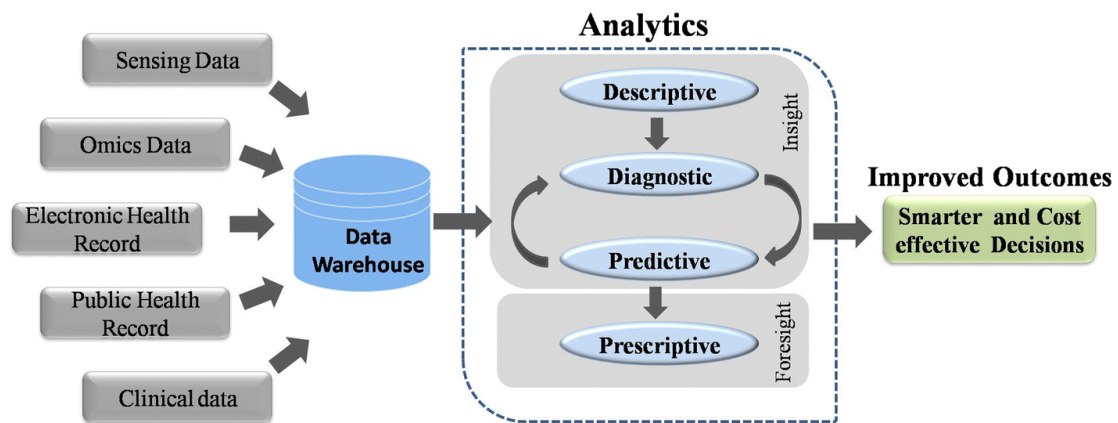 Sensing Data
Omics Data
Electronic Health
Record
Public Health
Record
Clinical data
Data
Warehouse
Analytics
Descriptive
Diagnostic
Predictive
Insight
Prescriptive
Foresight
Improved Outcomes
Smarter and Cost
effective Decisions